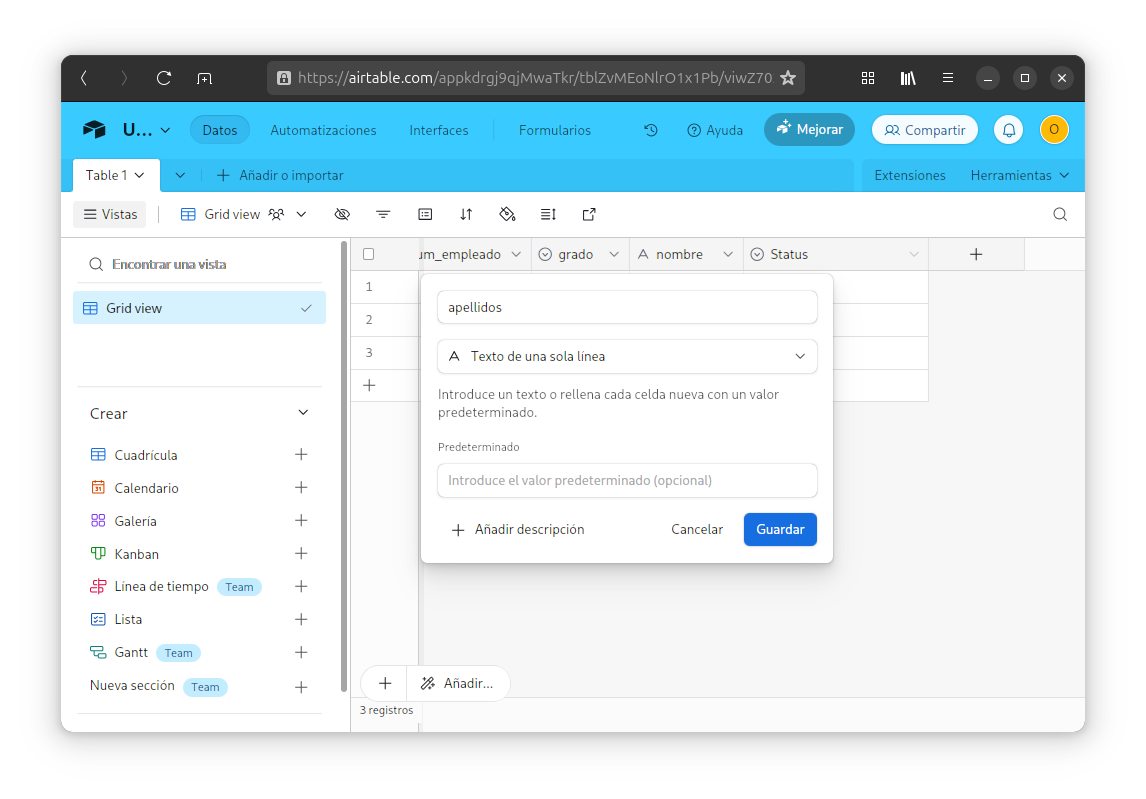 https://airtable.com/appkdrgj9qjMwaTkr/tblZvMEoNlrO1x1Pb/viwZ70
U...
Datos
Automatizaciones
Interfaces
Formularios
Ayuda
Mejorar
Compartir
O
Table 1
Añadir o importar
Extensiones
Herramientas
Vistas
Grid view
Encontrar una vista
Grid view
Crear
Cuadrícula
31
Calendario
Galería
Kanban
Línea de tiempo Team
Lista
Gantt Team
Nueva sección Team
um_empleado
A grado
A nombre
Status
1
2
3
apellidos
A Texto de una sola línea
Introduce un texto o rellena cada celda nueva con un valor
predeterminado.
Predeterminado
Introduce el valor predeterminado (opcional)
Añadir descripción
Cancelar
Guardar
Añadir...
3 registros